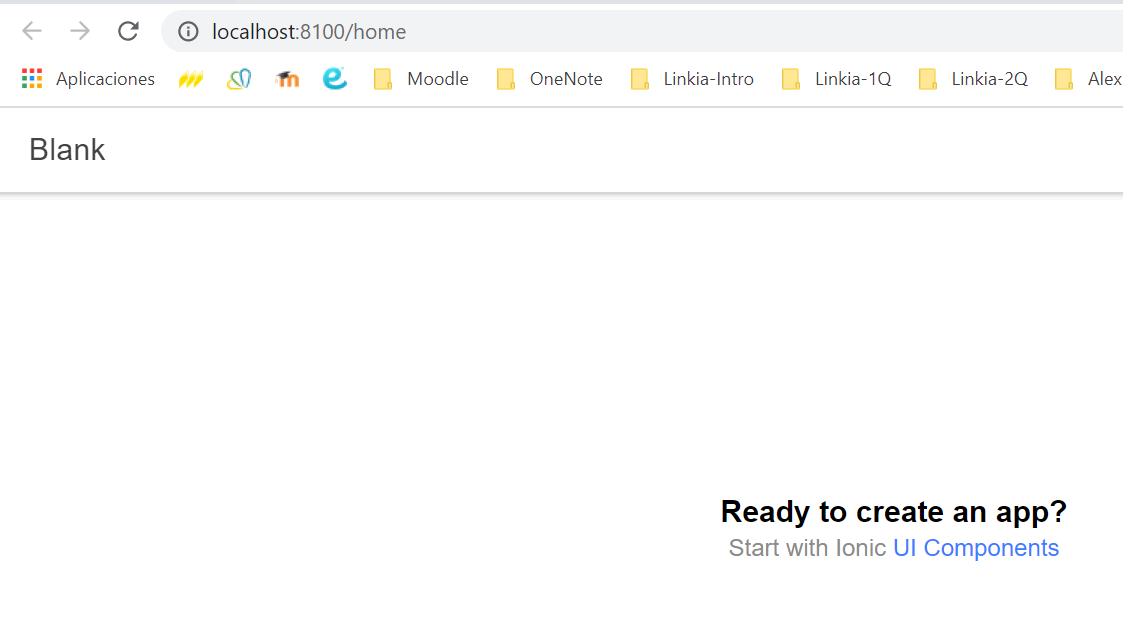 localhost:8100/home
Aplicaciones Moodle OneNote Linkia-Intro Linkia-1Q Linkia-2Q Alex
Blank
Ready to create an app?
Start with Ionic UI Components